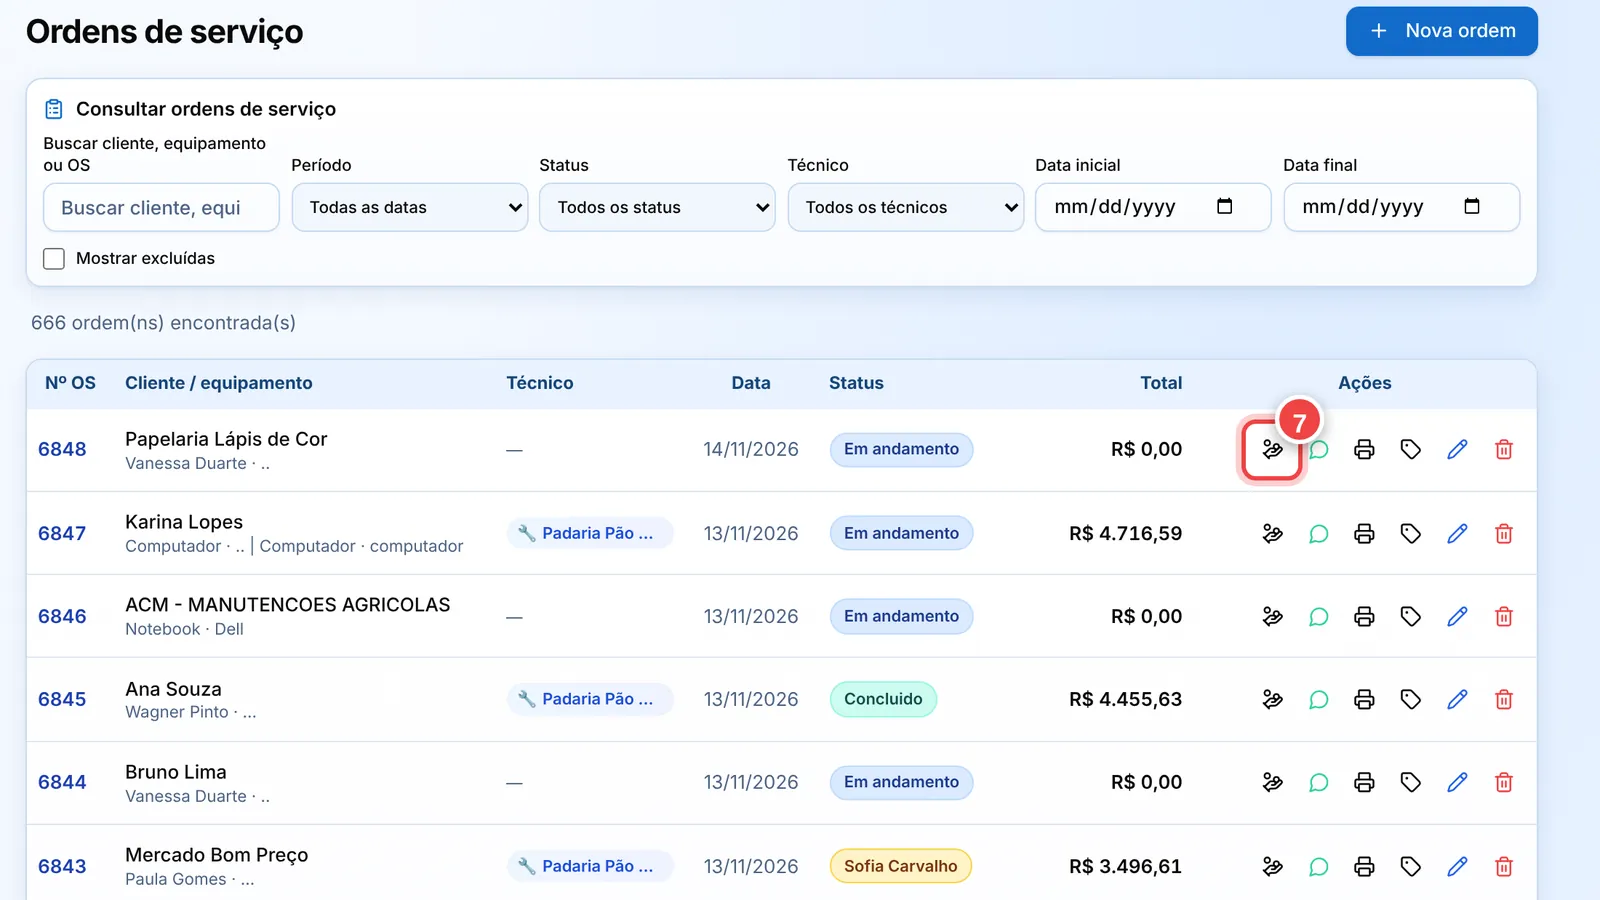 Ordens de serviço
+ Nova ordem
Consultar ordens de serviço
Buscar cliente, equipamento
ou OS
Período
Status
Técnico
Data inicial
Data final
Buscar cliente, equi
Todas as datas
Todos os status
Todos os técnicos
mm/dd/yyyy
mm/dd/yyyy
Mostrar excluídas
666 ordem(ns) encontrada(s)
Nº OS Cliente / equipamento Técnico Data Status Total Ações
7
6848 Papelaria Lápis de Cor — 14/11/2026 Em andamento R$ 0,00
Vanessa Duarte · ..
6847 Karina Lopes Padaria Pão ... 13/11/2026 Em andamento R$ 4.716,59
Computador · .. | Computador · computador
6846 ACM - MANUTENCOES AGRICOLAS — 13/11/2026 Em andamento R$ 0,00
Notebook · Dell
6845 Ana Souza Padaria Pão ... 13/11/2026 Concluido R$ 4.455,63
Wagner Pinto · ...
6844 Bruno Lima — 13/11/2026 Em andamento R$ 0,00
Vanessa Duarte · ..
6843 Mercado Bom Preço Padaria Pão ... 13/11/2026 Sofia Carvalho R$ 3.496,61
Paula Gomes · ...